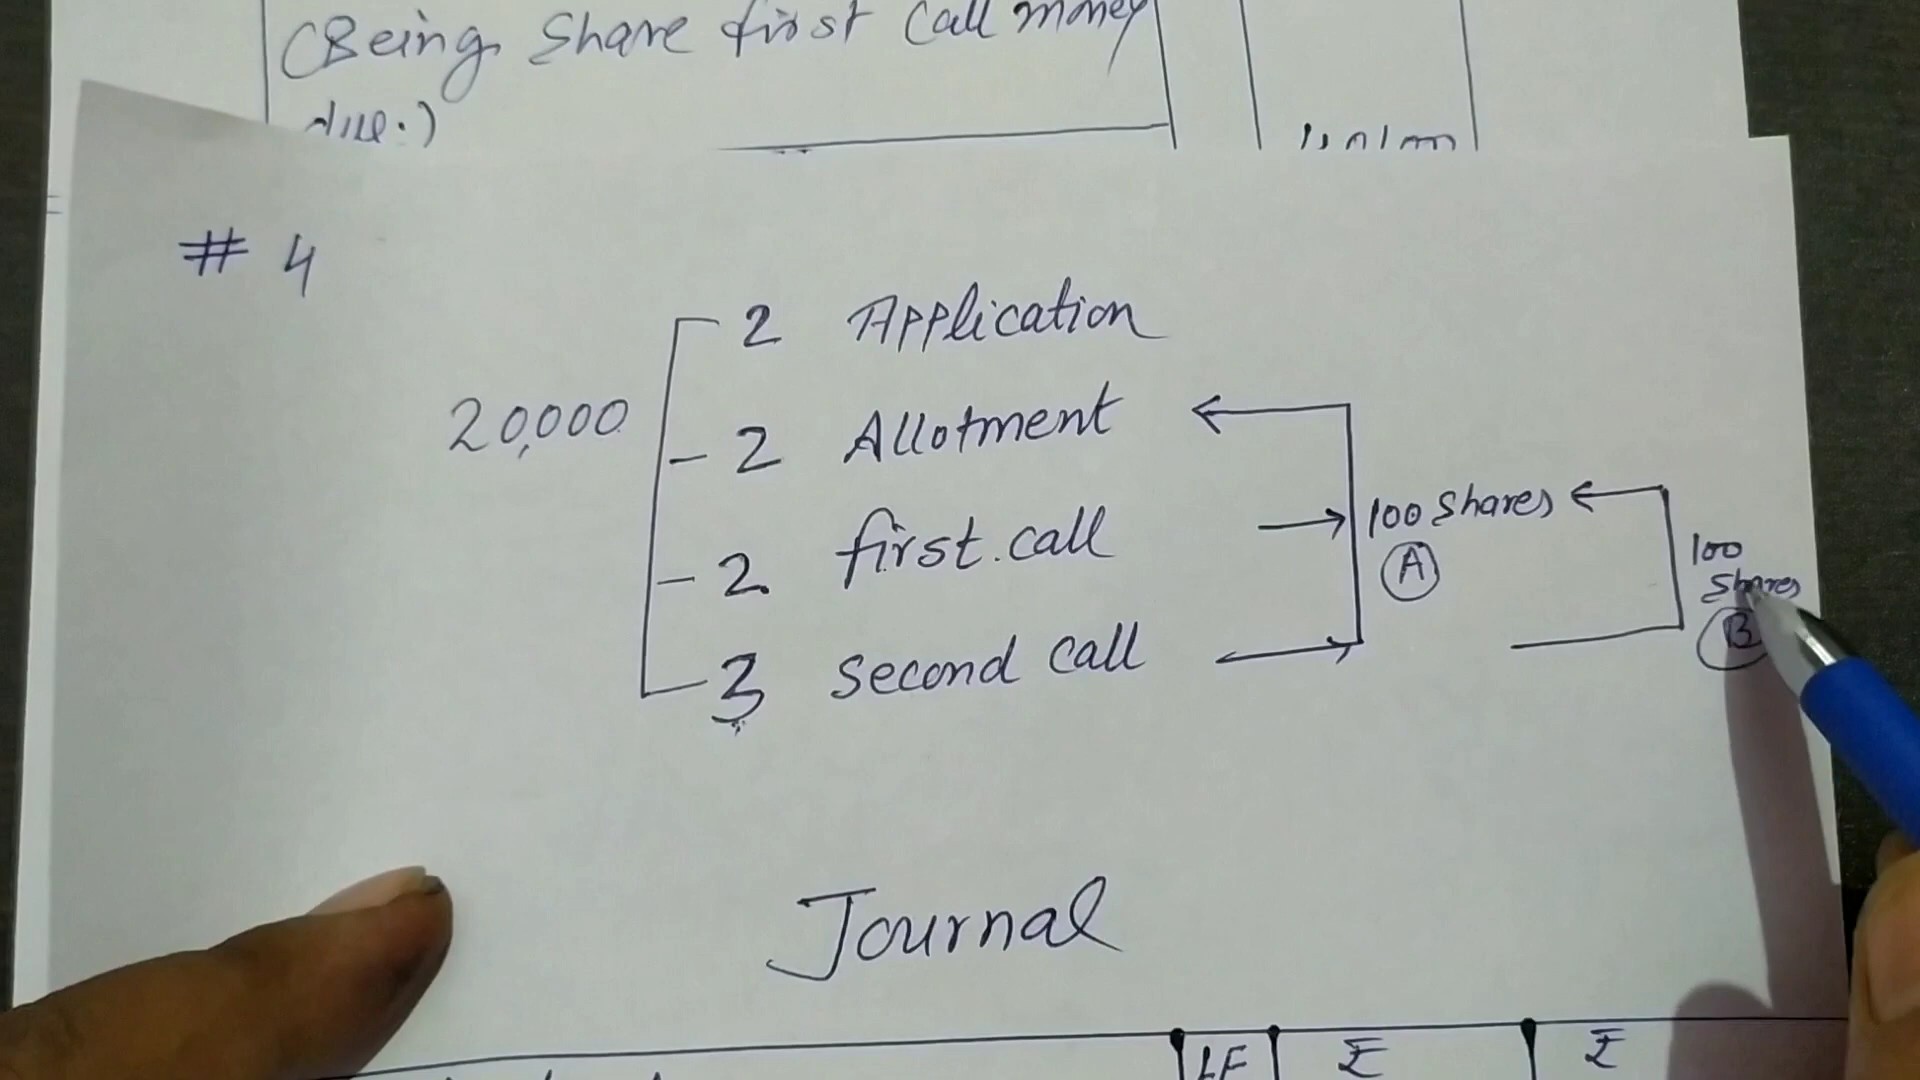 (Being Share first Call money
due.)
# 4
2 Application
20,000
- 2 Allotment
100 Shares
A
- 2 first call
100
Shares
B
3 Second Call
Journal
LF ₹ ₹